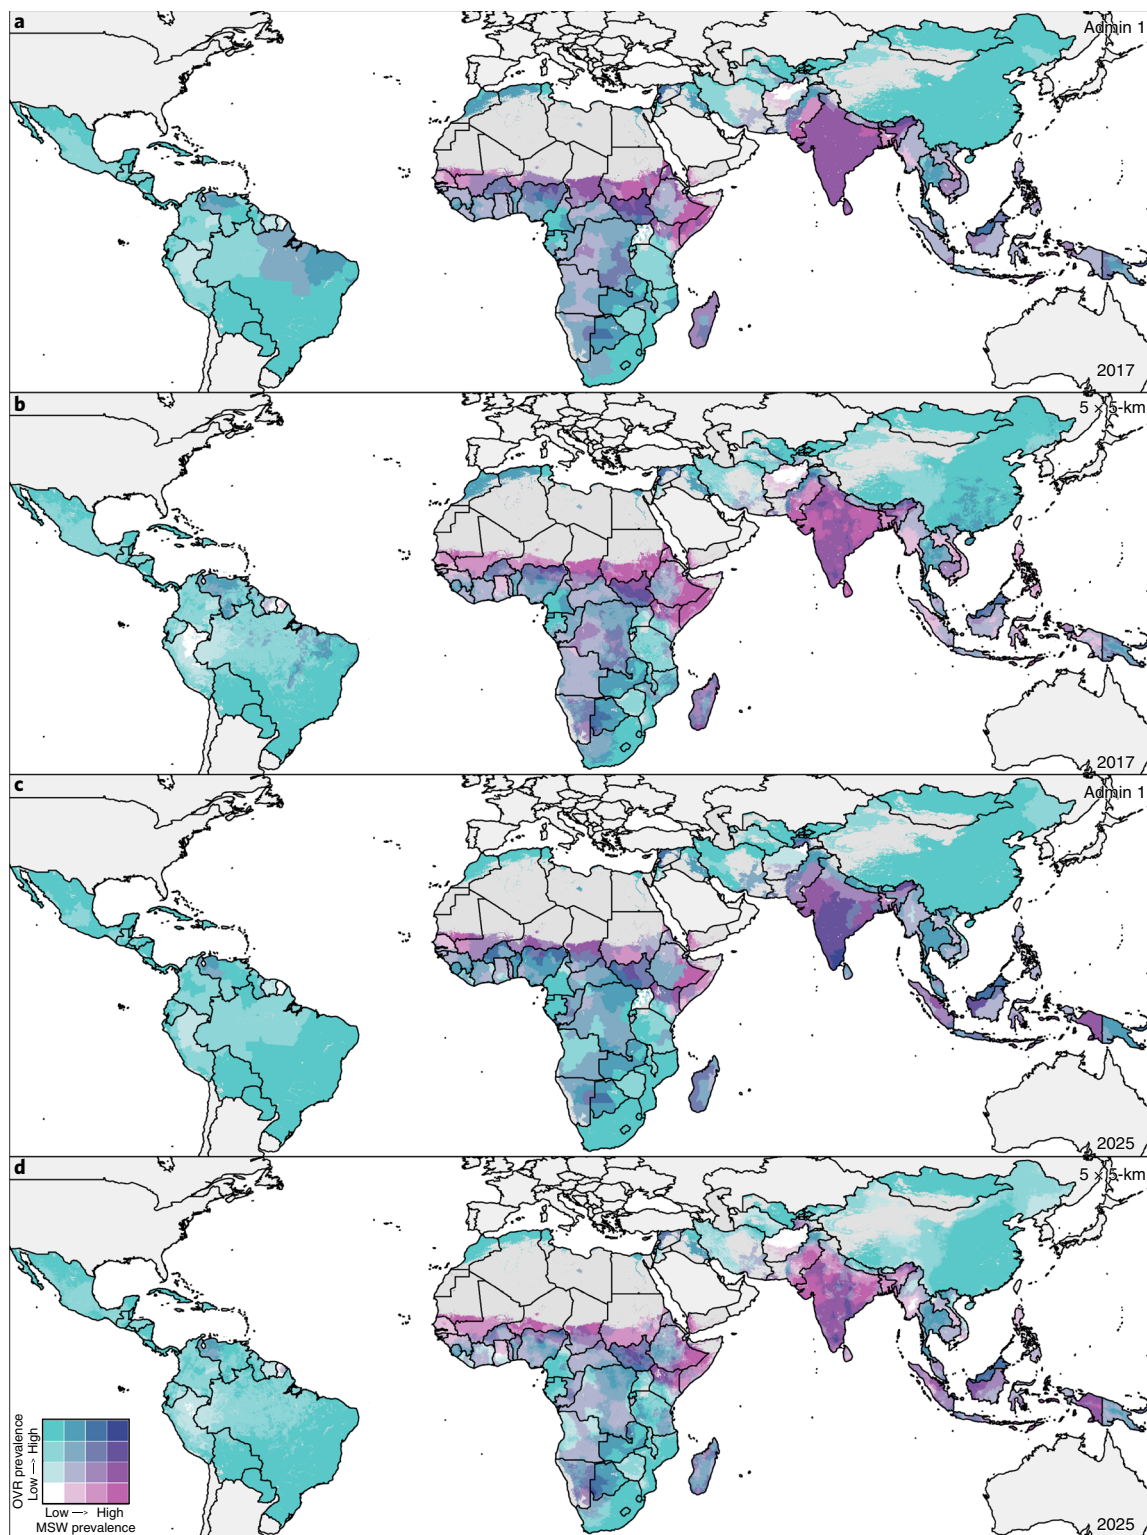 a
Admin 1
2017
b
5 × 5-km
2017
c
Admin 1
2025
d
5 × 5-km
OVR prevalence
Low —> High
Low —> High
MSW prevalence
2025